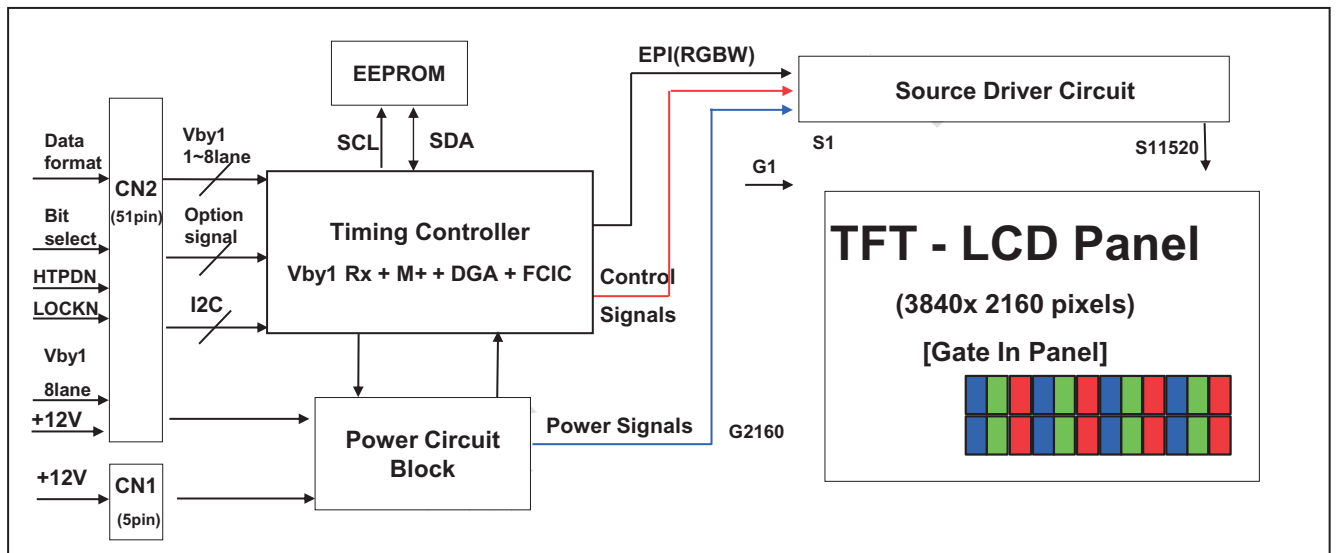 EEPROM
EPI(RGBW)
Source Driver Circuit
SCL
SDA
S1
S11520
G1
Data
format
CN2
(51pin)
Vby1
1~8lane
Bit
select
Option
signal
HTPDN
LOCKN
I2C
Timing Controller
Vby1 Rx + M+ + DGA + FCIC
Control
Signals
TFT - LCD Panel
(3840x 2160 pixels)
[Gate In Panel]
Vby1
8lane
+12V
Power Circuit
Block
Power Signals
G2160
+12V
CN1
(5pin)